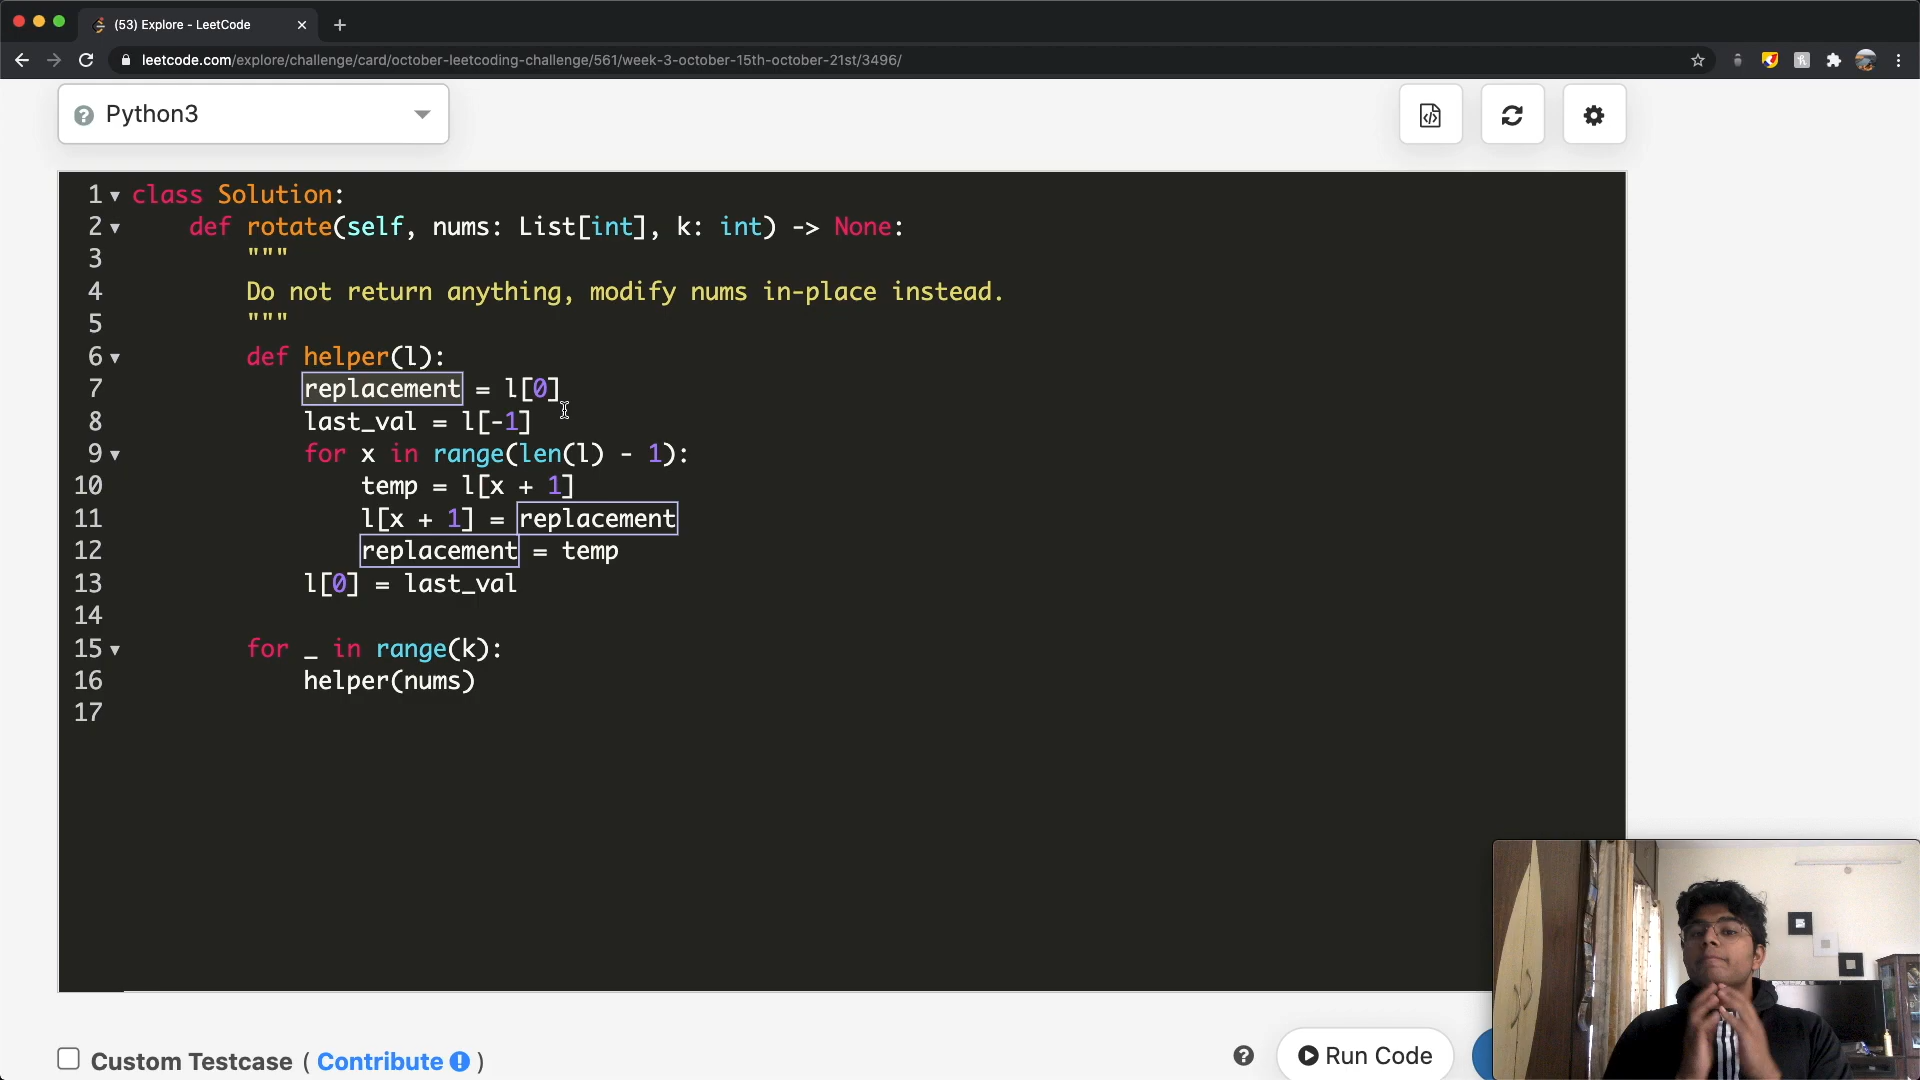 (53) Explore - LeetCode
leetcode.com/explore/challenge/card/october-leetcoding-challenge/561/week-3-october-15th-october-21st/3496/
? Python3
1 class Solution:
2 def rotate(self, nums: List[int], k: int) -> None:
3 """
4 Do not return anything, modify nums in-place instead.
5 """
6 def helper(l):
7 replacement = l[0]
8 last_val = l[-1]
9 for x in range(len(l) - 1):
10 temp = l[x + 1]
11 l[x + 1] = replacement
12 replacement = temp
13 l[0] = last_val
14
15 for _ in range(k):
16 helper(nums)
17
Custom Testcase ( Contribute ! )
? Run Code